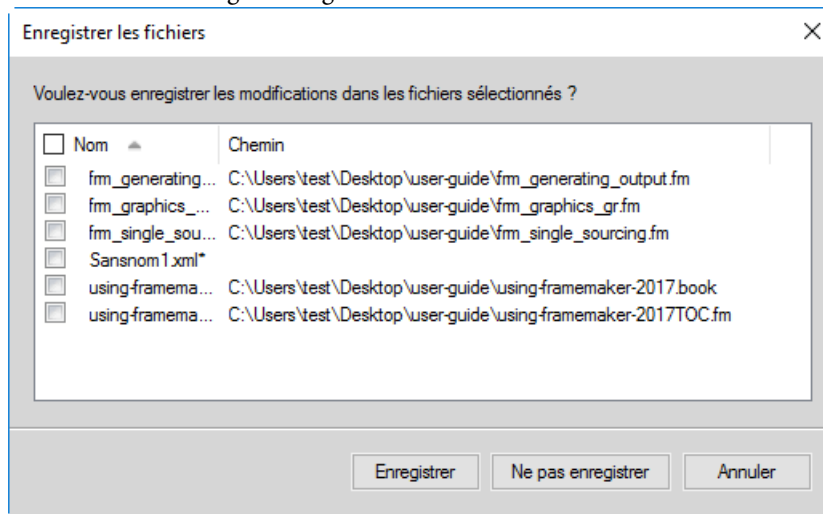 Enregistrer les fichiers
Voulez-vous enregistrer les modifications dans les fichiers sélectionnés ?
Nom Chemin
frm_generating... C:\Users\test\Desktop\user-guide\frm_generating_output.fm
frm_graphics_... C:\Users\test\Desktop\user-guide\frm_graphics_gr.fm
frm_single_sou... C:\Users\test\Desktop\user-guide\frm_single_sourcing.fm
Sansnom1.xml*
using-framema... C:\Users\test\Desktop\user-guide\using-framemaker-2017.book
using-framema... C:\Users\test\Desktop\user-guide\using-framemaker-2017TOC.fm
Enregistrer Ne pas enregistrer Annuler